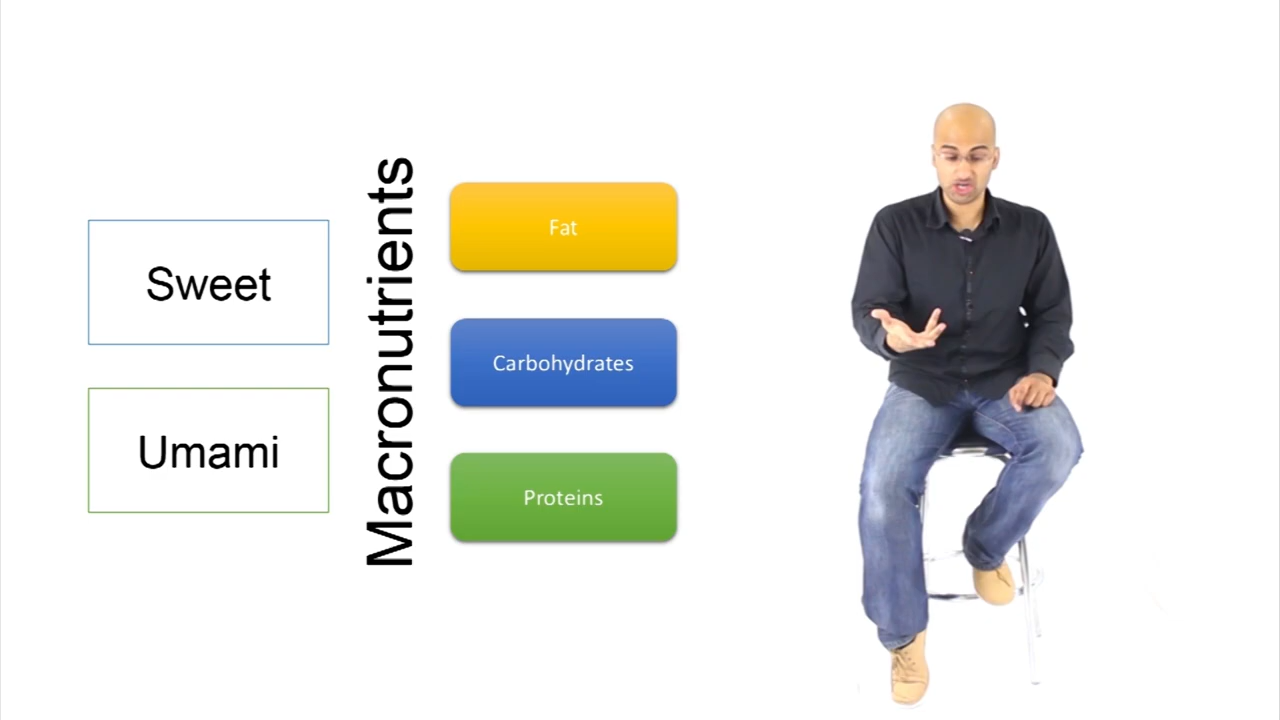 Sweet
Umami
Macronutrients
Fat
Carbohydrates
Proteins